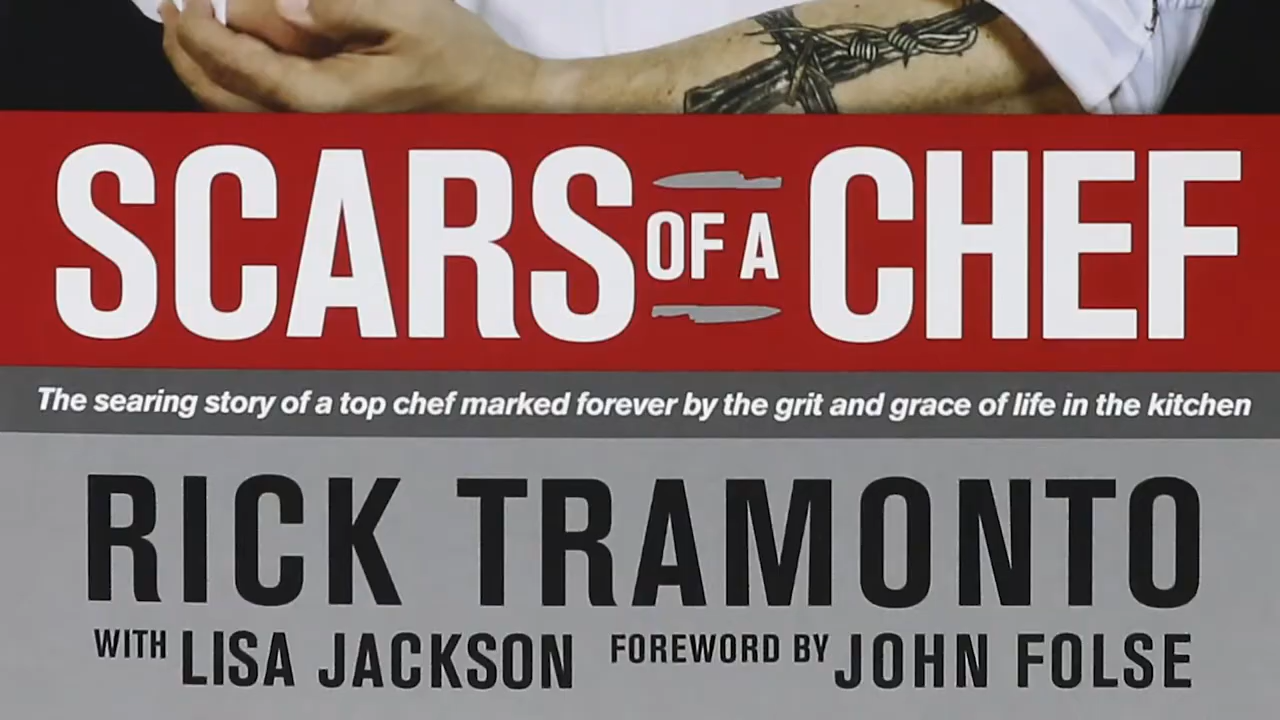 SCARS OF A CHEF
The searing story of a top chef marked forever by the grit and grace of life in the kitchen
RICK TRAMONTO
WITH LISA JACKSON FOREWORD BY JOHN FOLSE